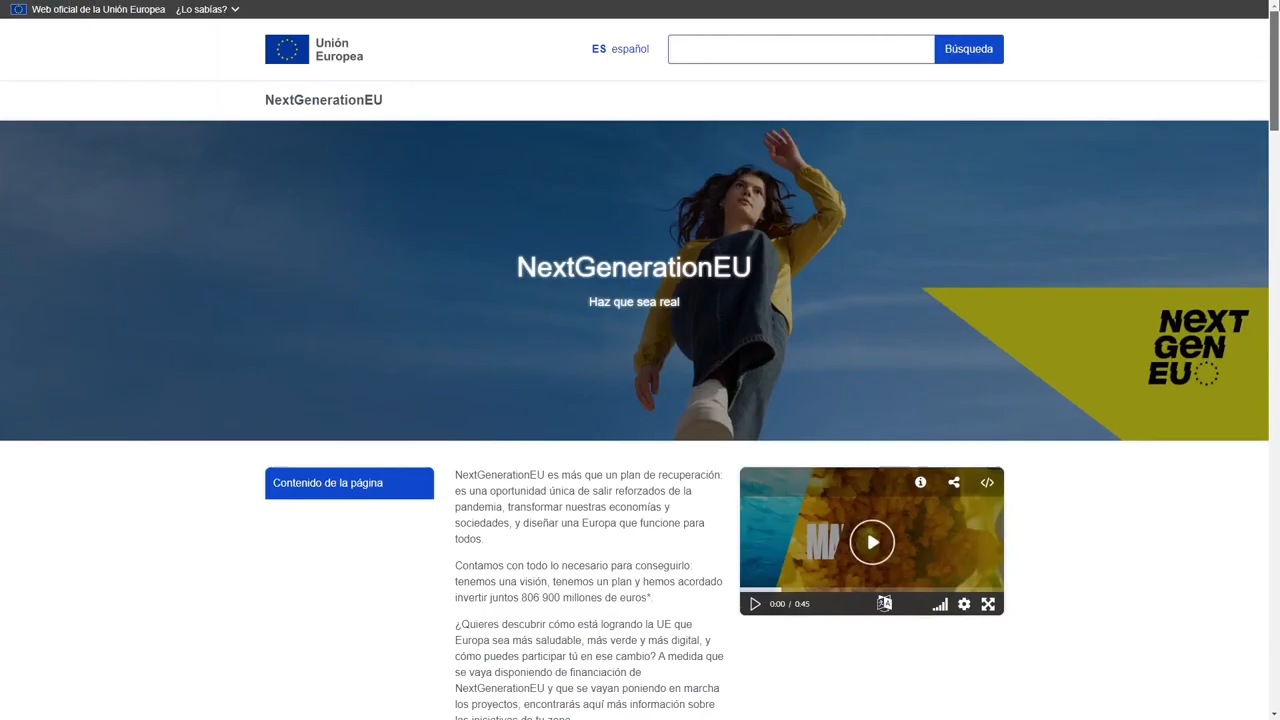 Web oficial de la Unión Europea ¿Lo sabías?
Unión
Europea
ES español
Búsqueda
NextGenerationEU
NextGenerationEU
Haz que sea real
NEXT
GEN
EU
Contenido de la página
NextGenerationEU es más que un plan de recuperación:
es una oportunidad única de salir reforzados de la
pandemia, transformar nuestras economías y
sociedades, y diseñar una Europa que funcione para
todos.
Contamos con todo lo necesario para conseguirlo:
tenemos una visión, tenemos un plan y hemos acordado
invertir juntos 806 900 millones de euros*.
¿Quieres descubrir cómo está logrando la UE que
Europa sea más saludable, más verde y más digital, y
cómo puedes participar tú en ese cambio? A medida que
se vaya disponiendo de financiación de
NextGenerationEU y que se vayan poniendo en marcha
los proyectos, encontrarás aquí más información sobre
las iniciativas de tu zona.
0:00 / 0:45